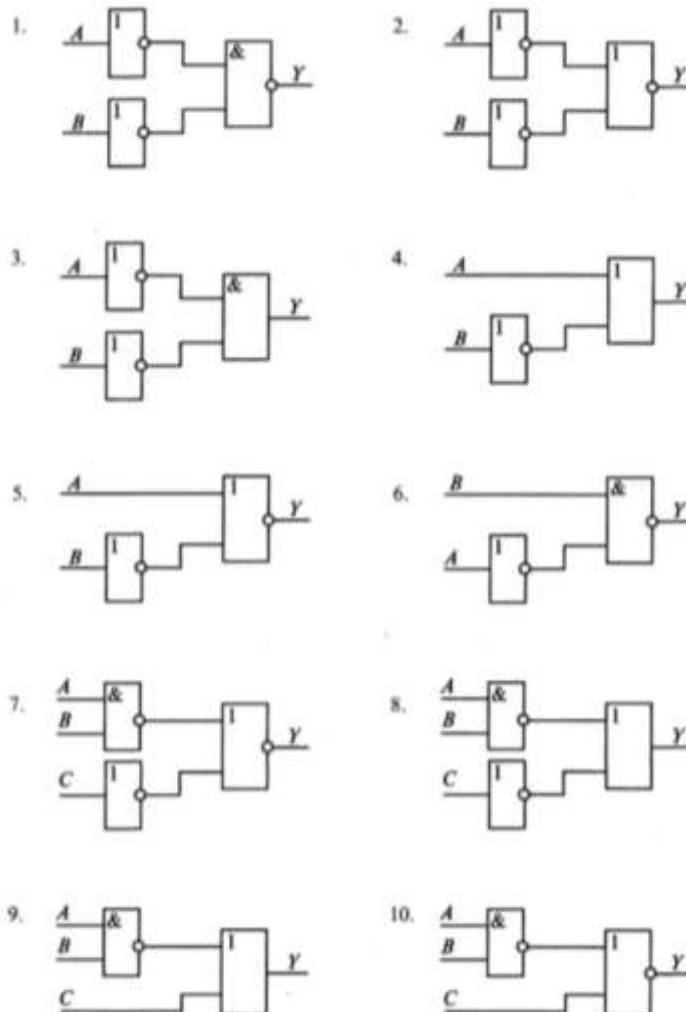 1. A 1 & Y B 1
2. A 1 1 Y B 1
3. A 1 & Y B 1
4. A 1 Y B 1
5. A 1 Y B 1
6. B & Y A 1
7. A & B 1 Y C 1
8. A & B 1 Y C 1
9. A & B 1 Y C
10. A & B 1 Y C